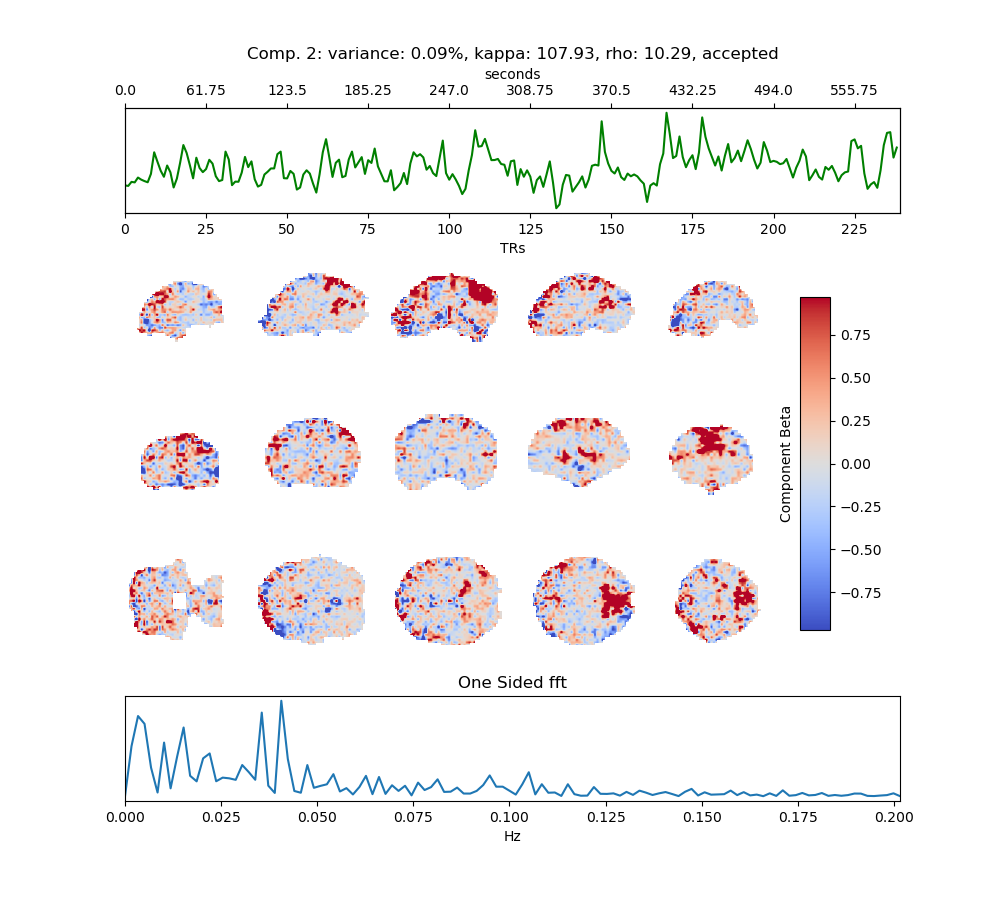 Comp. 2: variance: 0.09%, kappa: 107.93, rho: 10.29, accepted
seconds
0.0 61.75 123.5 185.25 247.0 308.75 370.5 432.25 494.0 555.75
0 25 50 75 100 125 150 175 200 225
TRs
0.75
0.50
0.25
0.00
−0.25
−0.50
−0.75
Component Beta
One Sided fft
0.000 0.025 0.050 0.075 0.100 0.125 0.150 0.175 0.200
Hz